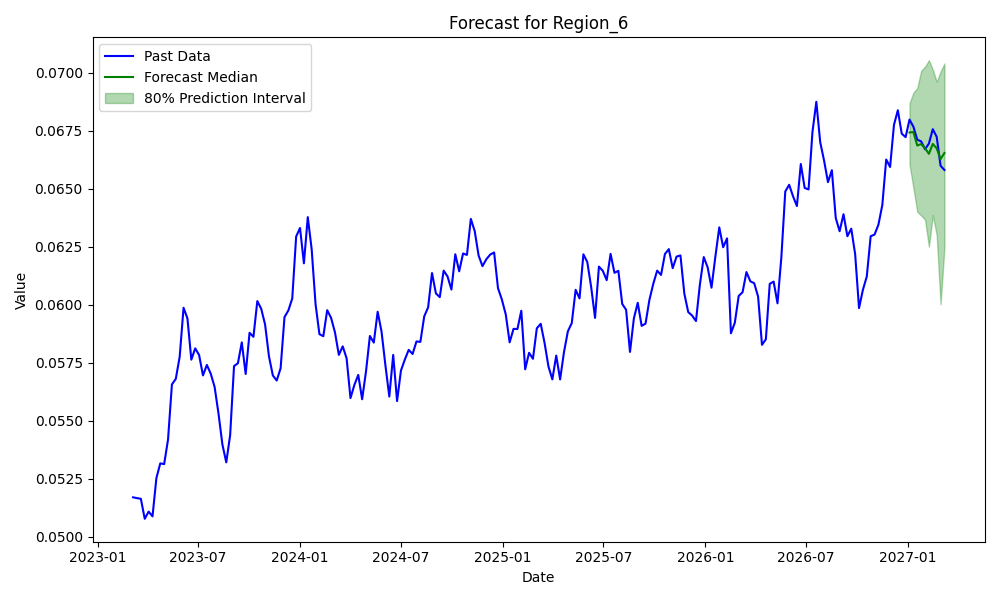 Forecast for Region_6
Past Data
Forecast Median
80% Prediction Interval
0.0700
0.0675
0.0650
0.0625
0.0600
0.0575
0.0550
0.0525
0.0500
Value
2023-01 2023-07 2024-01 2024-07 2025-01 2025-07 2026-01 2026-07 2027-01
Date